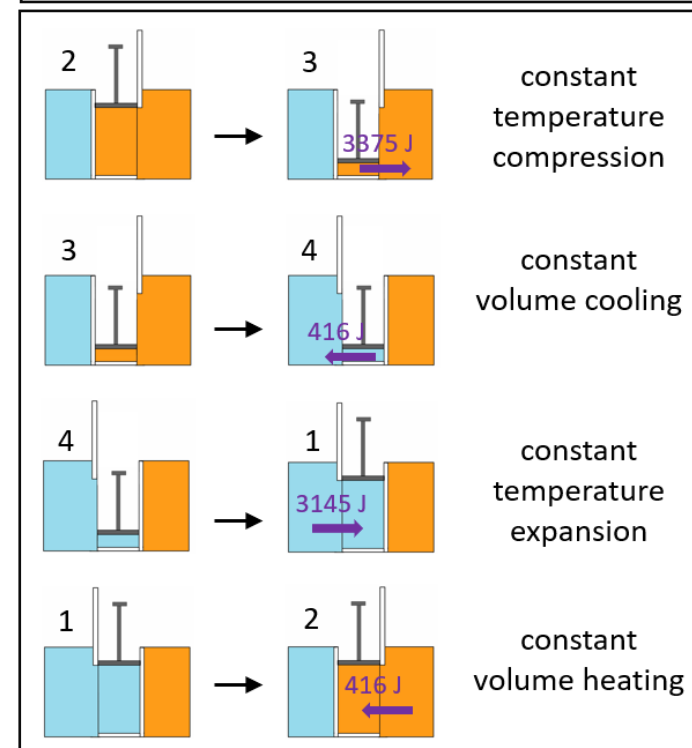 2
3
3375 J
constant
temperature
compression
3
4
416 J
constant
volume cooling
4
1
3145 J
constant
temperature
expansion
1
2
416 J
constant
volume heating